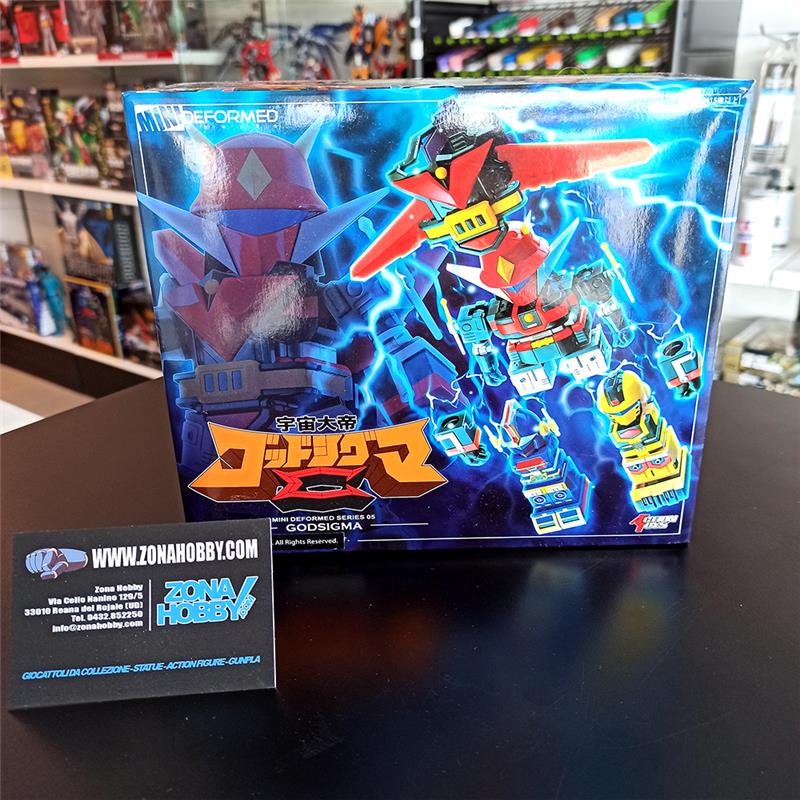 MINI DEFORMED
宇宙大帝
ゴッドシグマ
MINI DEFORMED SERIES 05
GODSIGMA
All Rights Reserved.
WWW.ZONAHOBBY.COM
Zona Hobby
Via Celio Nanino 129/5
33010 Reana del Rojale (UD)
Tel. 0432.852250
info@zonahobby.com
ZONA
HOBBY
GIOCATTOLI DA COLLEZIONE - STATUE - ACTION FIGURE - GUNPLA